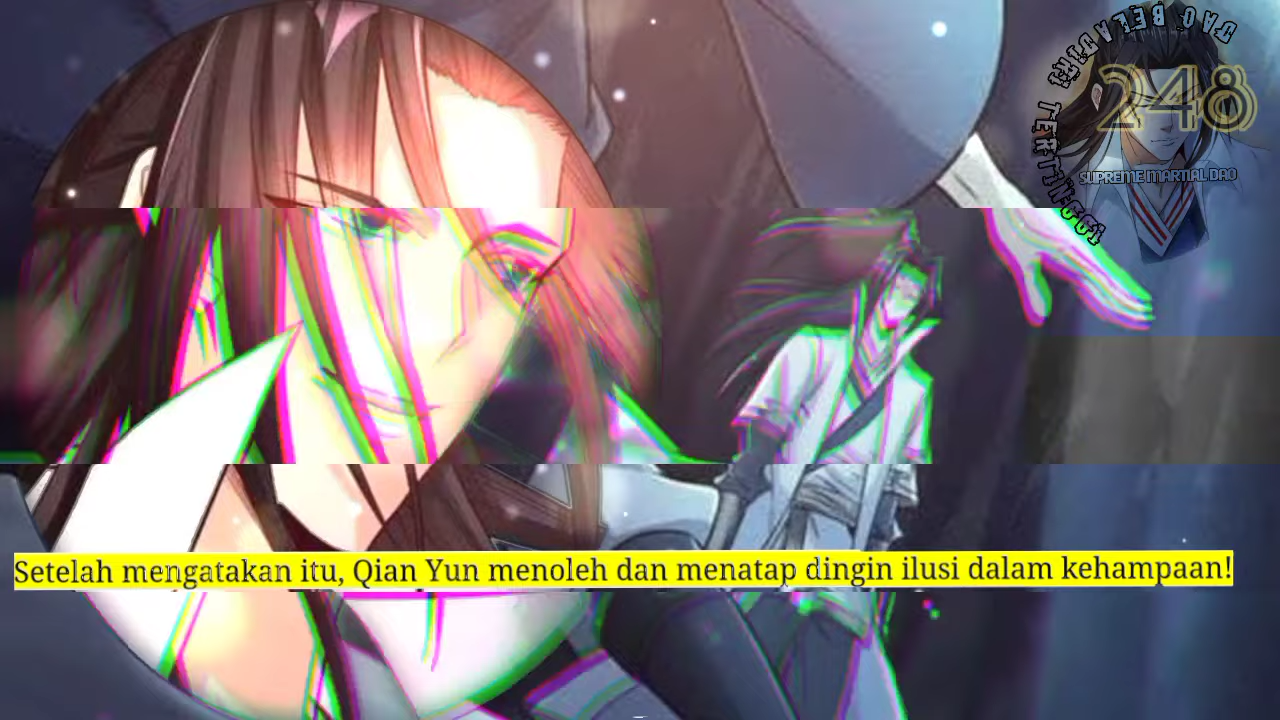 DAO BELADIRI TERTINGGI
248
SUPREME MARTIAL DAO
Setelah mengatakan itu, Qian Yun menoleh dan menatap dingin ilusi dalam kehampaan!